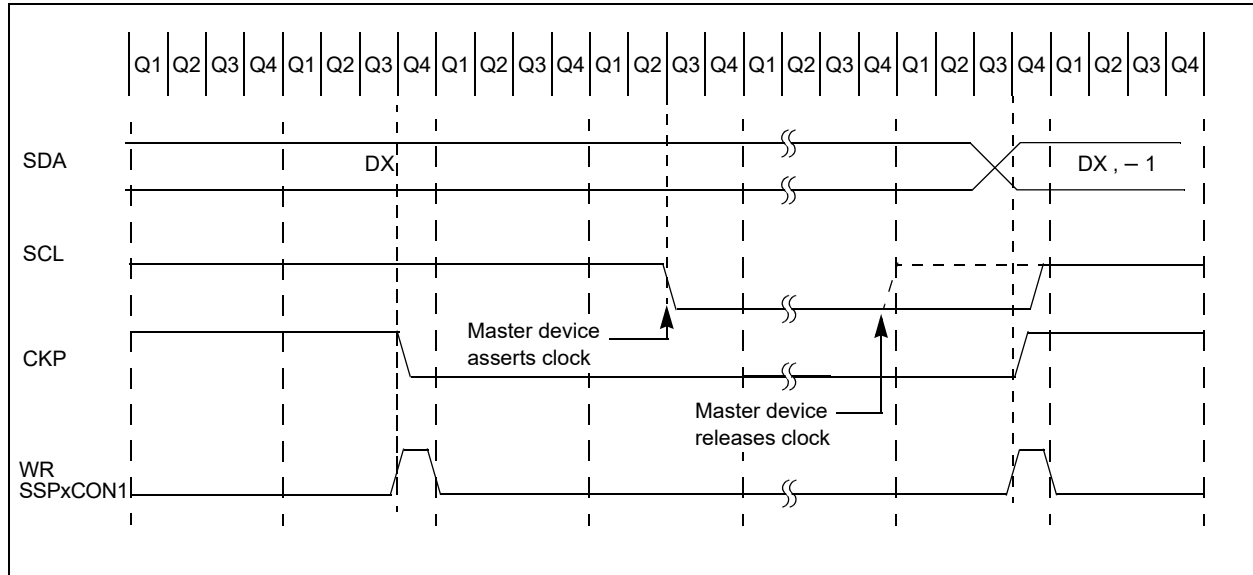 Q1 Q2 Q3 Q4 Q1 Q2 Q3 Q4 Q1 Q2 Q3 Q4 Q1 Q2 Q3 Q4 Q1 Q2 Q3 Q4 Q1 Q2 Q3 Q4 Q1 Q2 Q3 Q4
SDA
DX
DX , – 1
SCL
Master device
asserts clock
CKP
Master device
releases clock
WR
SSPxCON1